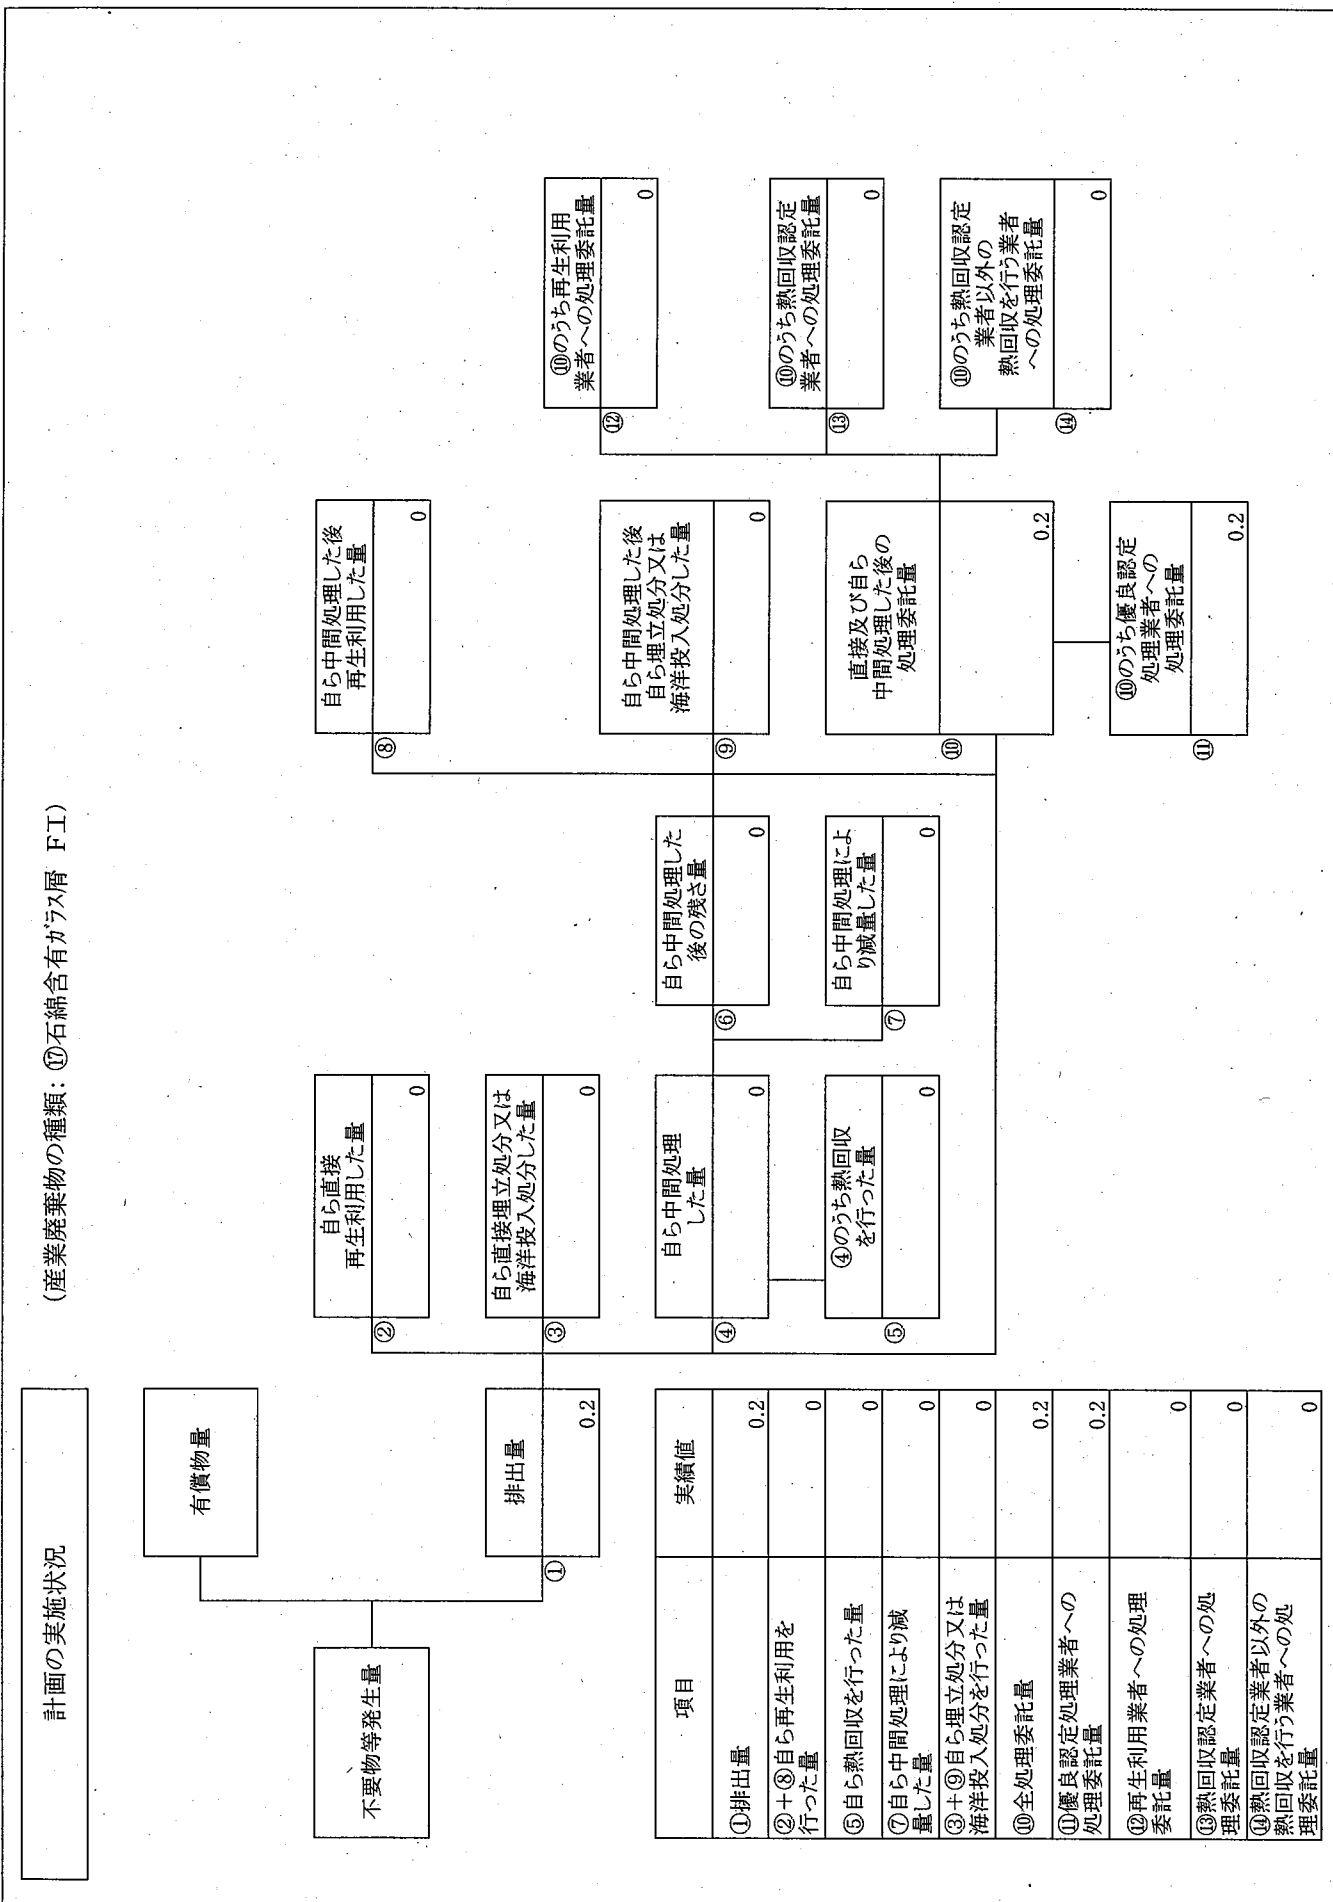 計画の実施状況
(産業廃棄物の種類：⑰石綿含有ガラス屑 FI)
有償物量
不要物等発生量
排出量
①
0.2
自ら直接
再生利用した量
②
0
自ら直接埋立処分又は
海洋投入処分した量
③
0
自ら中間処理
した量
④
0
④のうち熱回収
を行った量
⑤
0
自ら中間処理した
後の残さ量
⑥
0
自ら中間処理によ
り減量した量
⑦
0
自ら中間処理した後
再生利用した量
⑧
0
自ら中間処理した後
自ら埋立処分又は
海洋投入処分した量
⑨
0
直接及び自ら
中間処理した後の
処理委託量
⑩
0.2
⑩のうち優良認定
処理業者への
処理委託量
⑪
0.2
⑩のうち再生利用
業者への処理委託量
⑫
0
⑩のうち熱回収認定
業者への処理委託量
⑬
0
⑩のうち熱回収認定
業者以外の
熱回収を行う業者
への処理委託量
⑭
0
項目 実績値
①排出量 0.2
②+⑧自ら再生利用を
行った量 0
⑤自ら熱回収を行った量 0
⑦自ら中間処理により減
量した量 0
③+⑨自ら埋立処分又は
海洋投入処分を行った量 0
⑩全処理委託量 0.2
⑪優良認定処理業者への
処理委託量 0.2
⑫再生利用業者への処理
委託量 0
⑬熱回収認定業者への処
理委託量 0
⑭熱回収認定業者以外の
熱回収を行う業者への処
理委託量 0